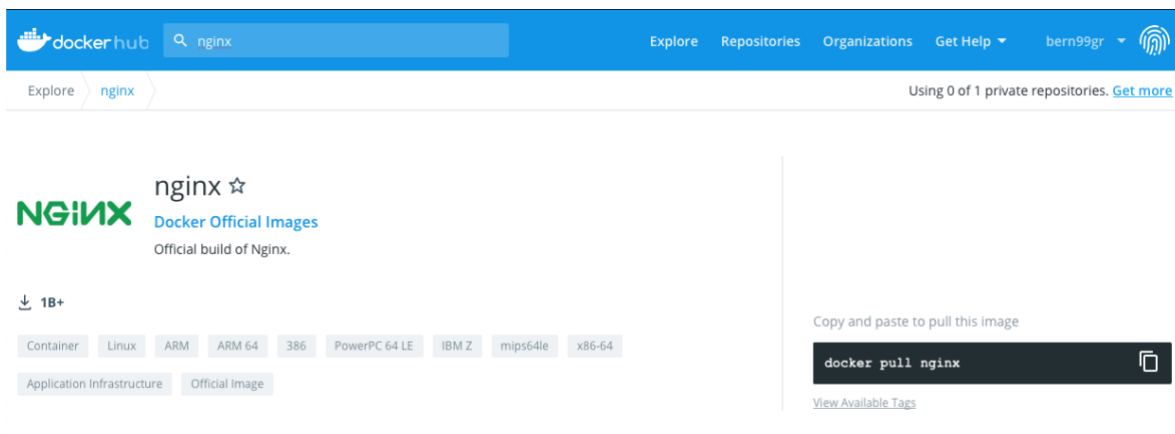 docker hub nginx Explore Repositories Organizations Get Help bern99gr
Explore nginx Using 0 of 1 private repositories. Get more
NGINX
nginx
Docker Official Images
Official build of Nginx.
1B+
Container Linux ARM ARM 64 386 PowerPC 64 LE IBM Z mips64le x86-64
Application Infrastructure Official Image
Copy and paste to pull this image
docker pull nginx
View Available Tags